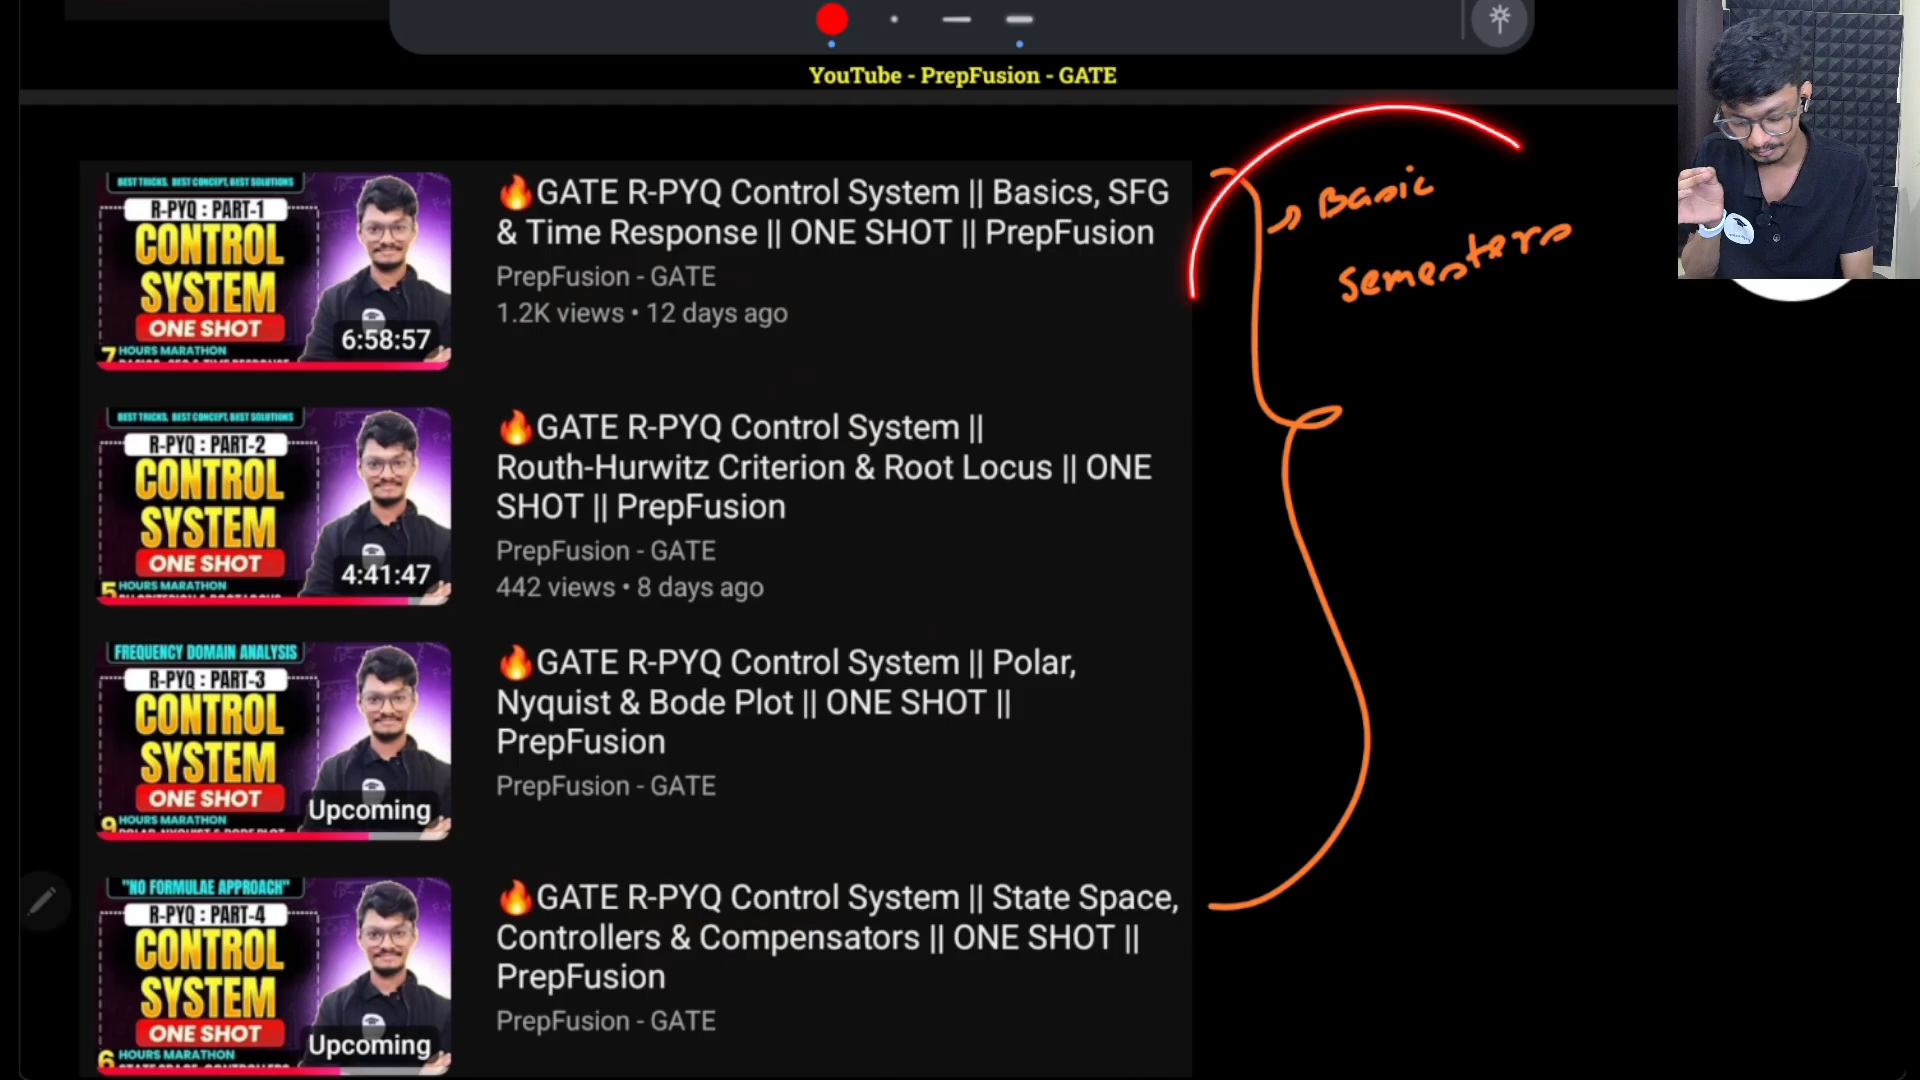 YouTube - PrepFusion - GATE
BEST TRICKS, BEST CONCEPT, BEST SOLUTIONS
R-PYQ : PART-1
CONTROL
SYSTEM
ONE SHOT
7 HOURS MARATHON
6:58:57
🔥GATE R-PYQ Control System || Basics, SFG
& Time Response || ONE SHOT || PrepFusion
PrepFusion - GATE
1.2K views • 12 days ago
Basic
semesters
BEST TRICKS, BEST CONCEPT, BEST SOLUTIONS
R-PYQ : PART-2
CONTROL
SYSTEM
ONE SHOT
5 HOURS MARATHON
4:41:47
🔥GATE R-PYQ Control System ||
Routh-Hurwitz Criterion & Root Locus || ONE
SHOT || PrepFusion
PrepFusion - GATE
442 views • 8 days ago
FREQUENCY DOMAIN ANALYSIS
R-PYQ : PART-3
CONTROL
SYSTEM
ONE SHOT
9 HOURS MARATHON
Upcoming
🔥GATE R-PYQ Control System || Polar,
Nyquist & Bode Plot || ONE SHOT ||
PrepFusion
PrepFusion - GATE
"NO FORMULAE APPROACH"
R-PYQ : PART-4
CONTROL
SYSTEM
ONE SHOT
6 HOURS MARATHON
Upcoming
🔥GATE R-PYQ Control System || State Space,
Controllers & Compensators || ONE SHOT ||
PrepFusion
PrepFusion - GATE